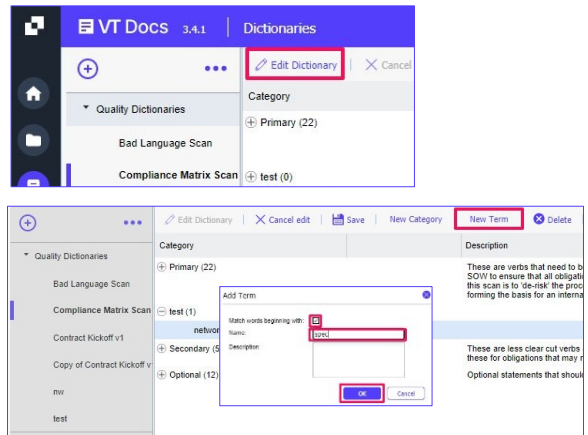 VT Docs 3.4.1 Dictionaries
Edit Dictionary Cancel
Quality Dictionaries
Category
Primary (22)
Bad Language Scan
Compliance Matrix Scan
test (0)
Edit Dictionary Cancel edit Save New Category New Term Delete
Category Description
Quality Dictionaries
Primary (22)
These are verbs that need to b
SOW to ensure that all obligati
this scan is to 'de-risk' the proc
forming the basis for an interna
Bad Language Scan
Add Term
Compliance Matrix Scan
test (1)
Match words beginning with:
networ
Name: spec
Contract Kickoff v1
Secondary (5
Description:
These are less clear cut verbs
these for obligations that may r
Copy of Contract Kickoff v
Optional (12)
Optional statements that shoul
nw
OK Cancel
test